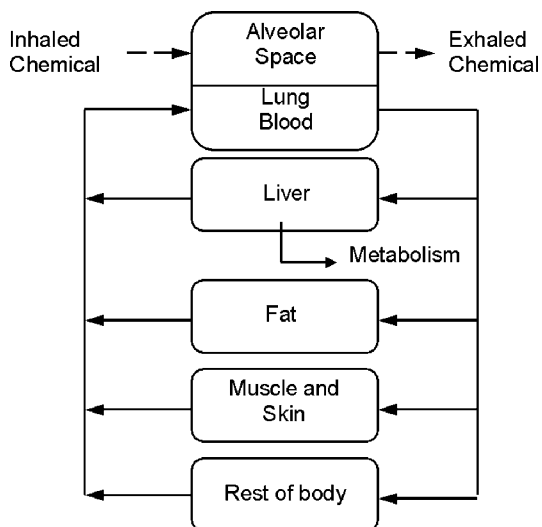 Inhaled
Chemical
Alveolar
Space
Exhaled
Chemical
Lung
Blood
Liver
Metabolism
Fat
Muscle and
Skin
Rest of body